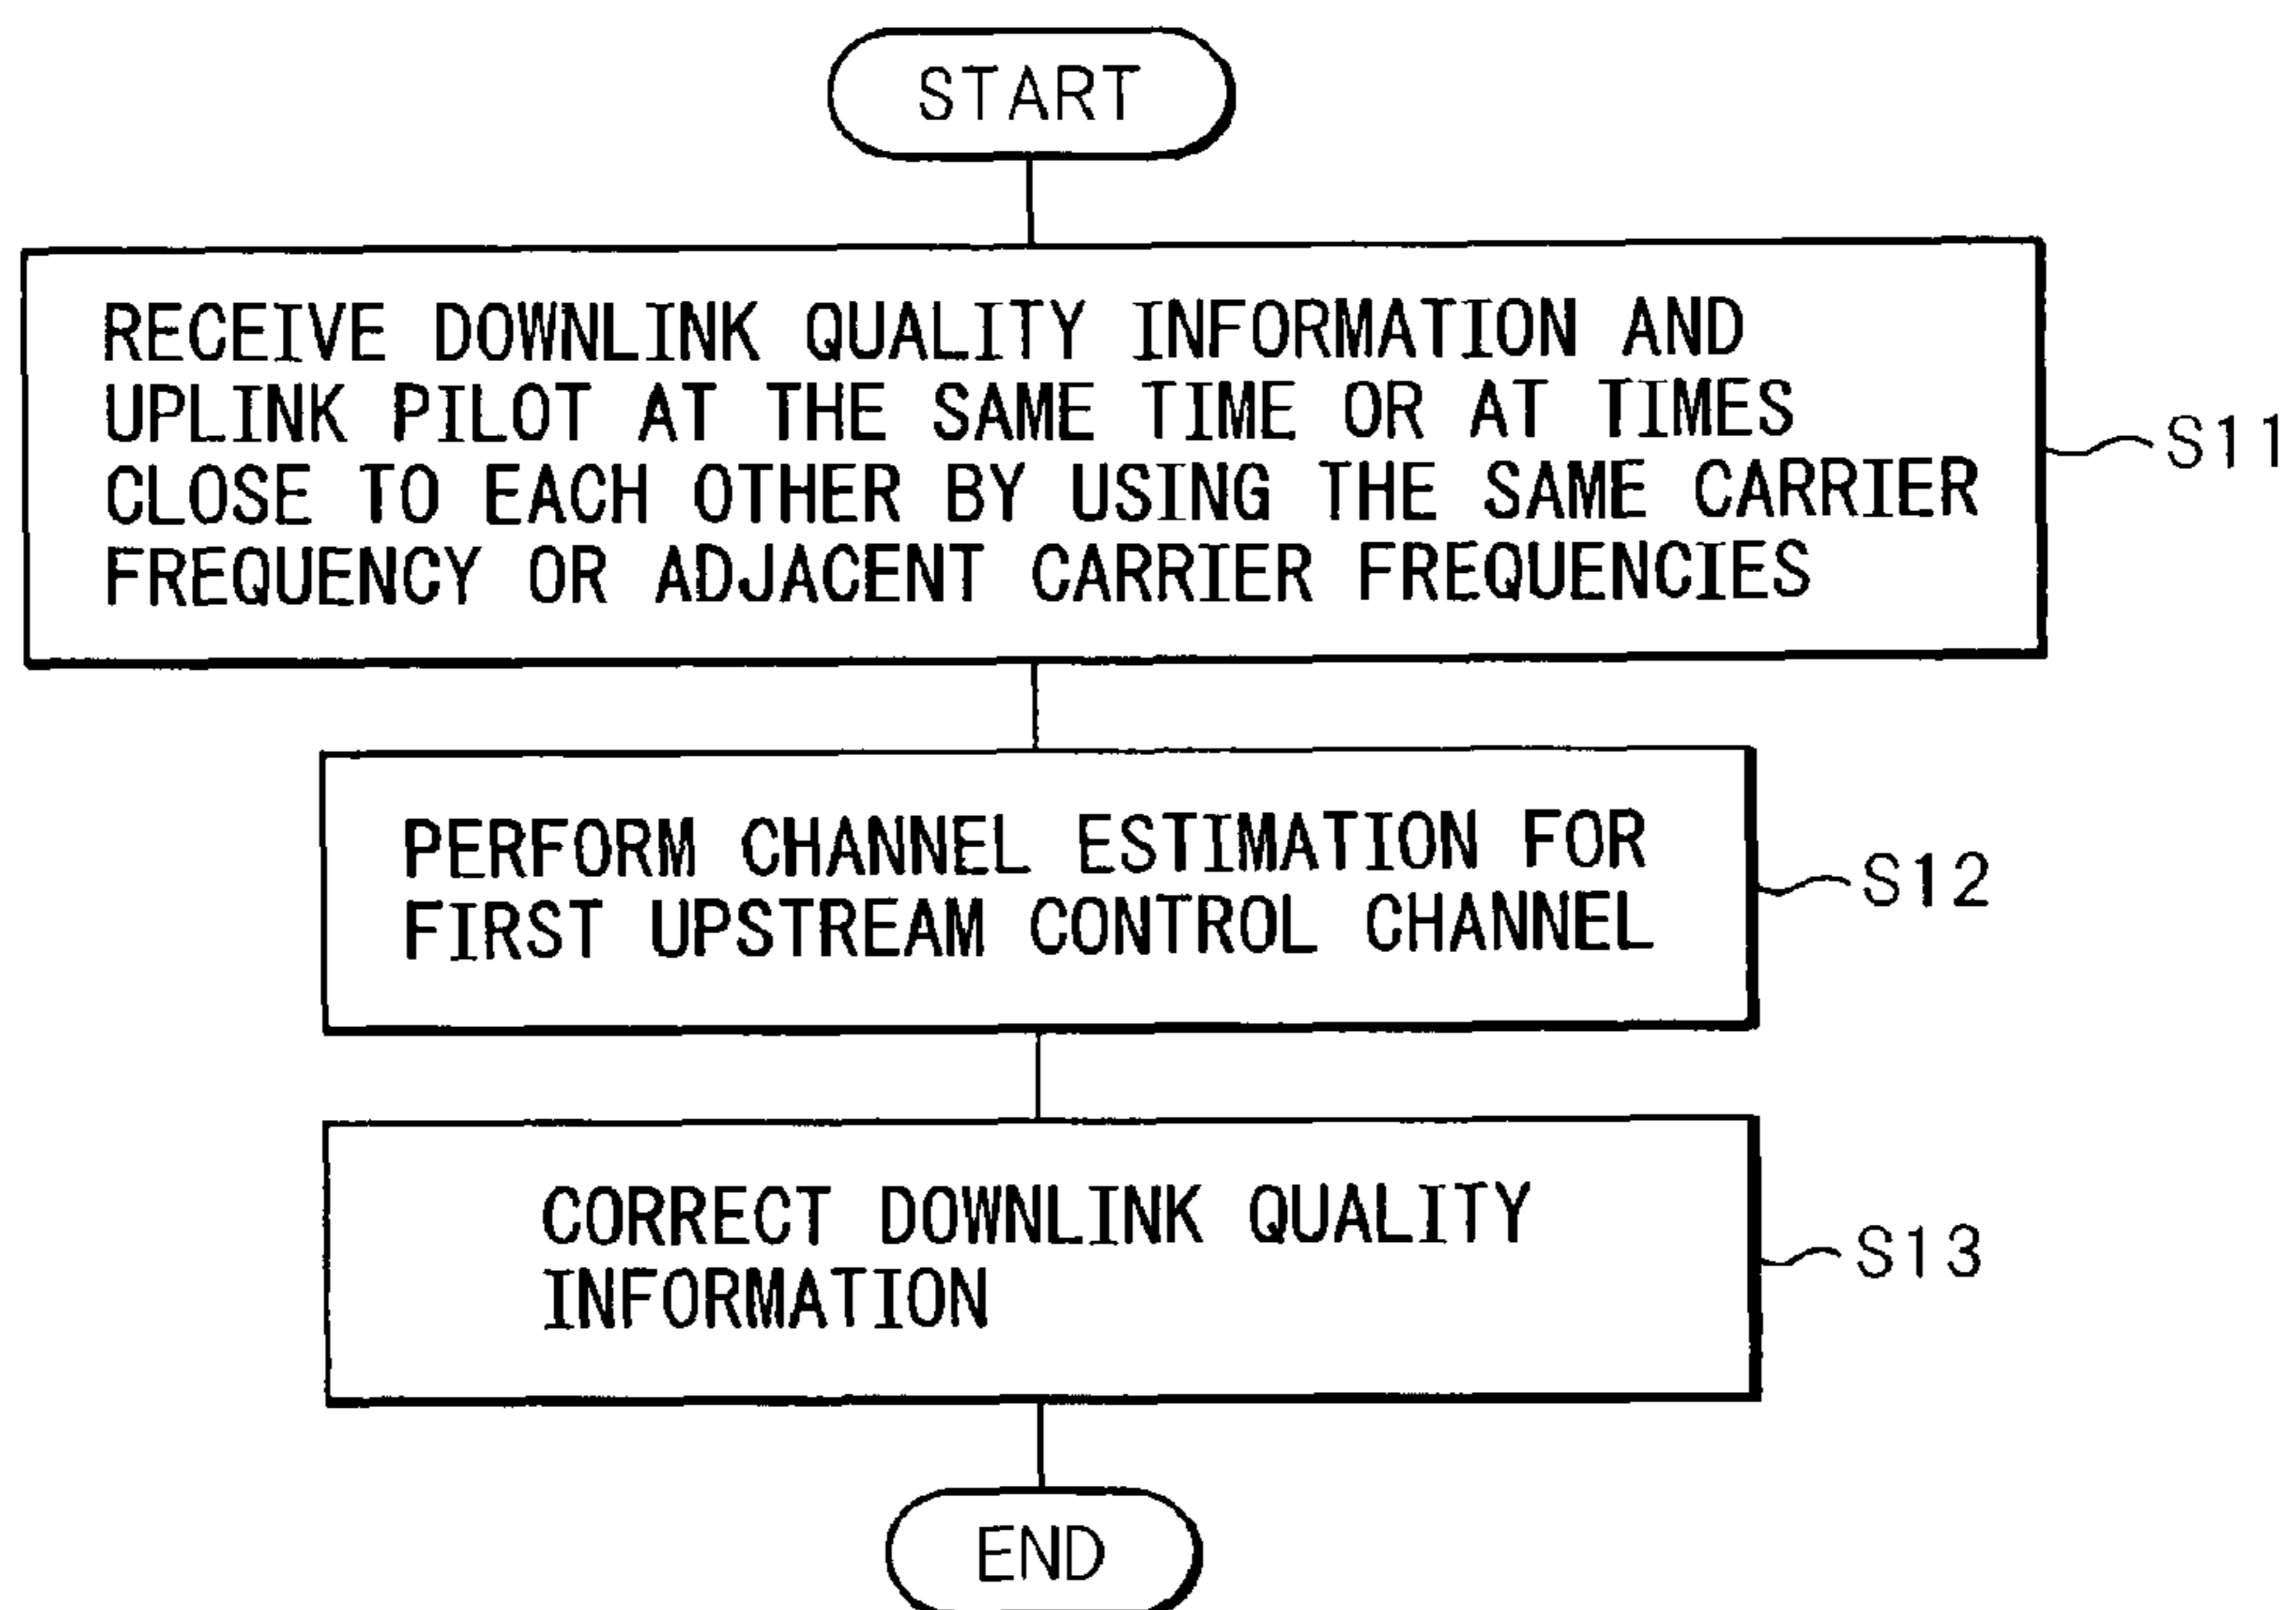 START
RECEIVE DOWNLINK QUALITY INFORMATION AND
UPLINK PILOT AT THE SAME TIME OR AT TIMES
CLOSE TO EACH OTHER BY USING THE SAME CARRIER
FREQUENCY OR ADJACENT CARRIER FREQUENCIES
S11
PERFORM CHANNEL ESTIMATION FOR
FIRST UPSTREAM CONTROL CHANNEL
S12
CORRECT DOWNLINK QUALITY
INFORMATION
S13
END